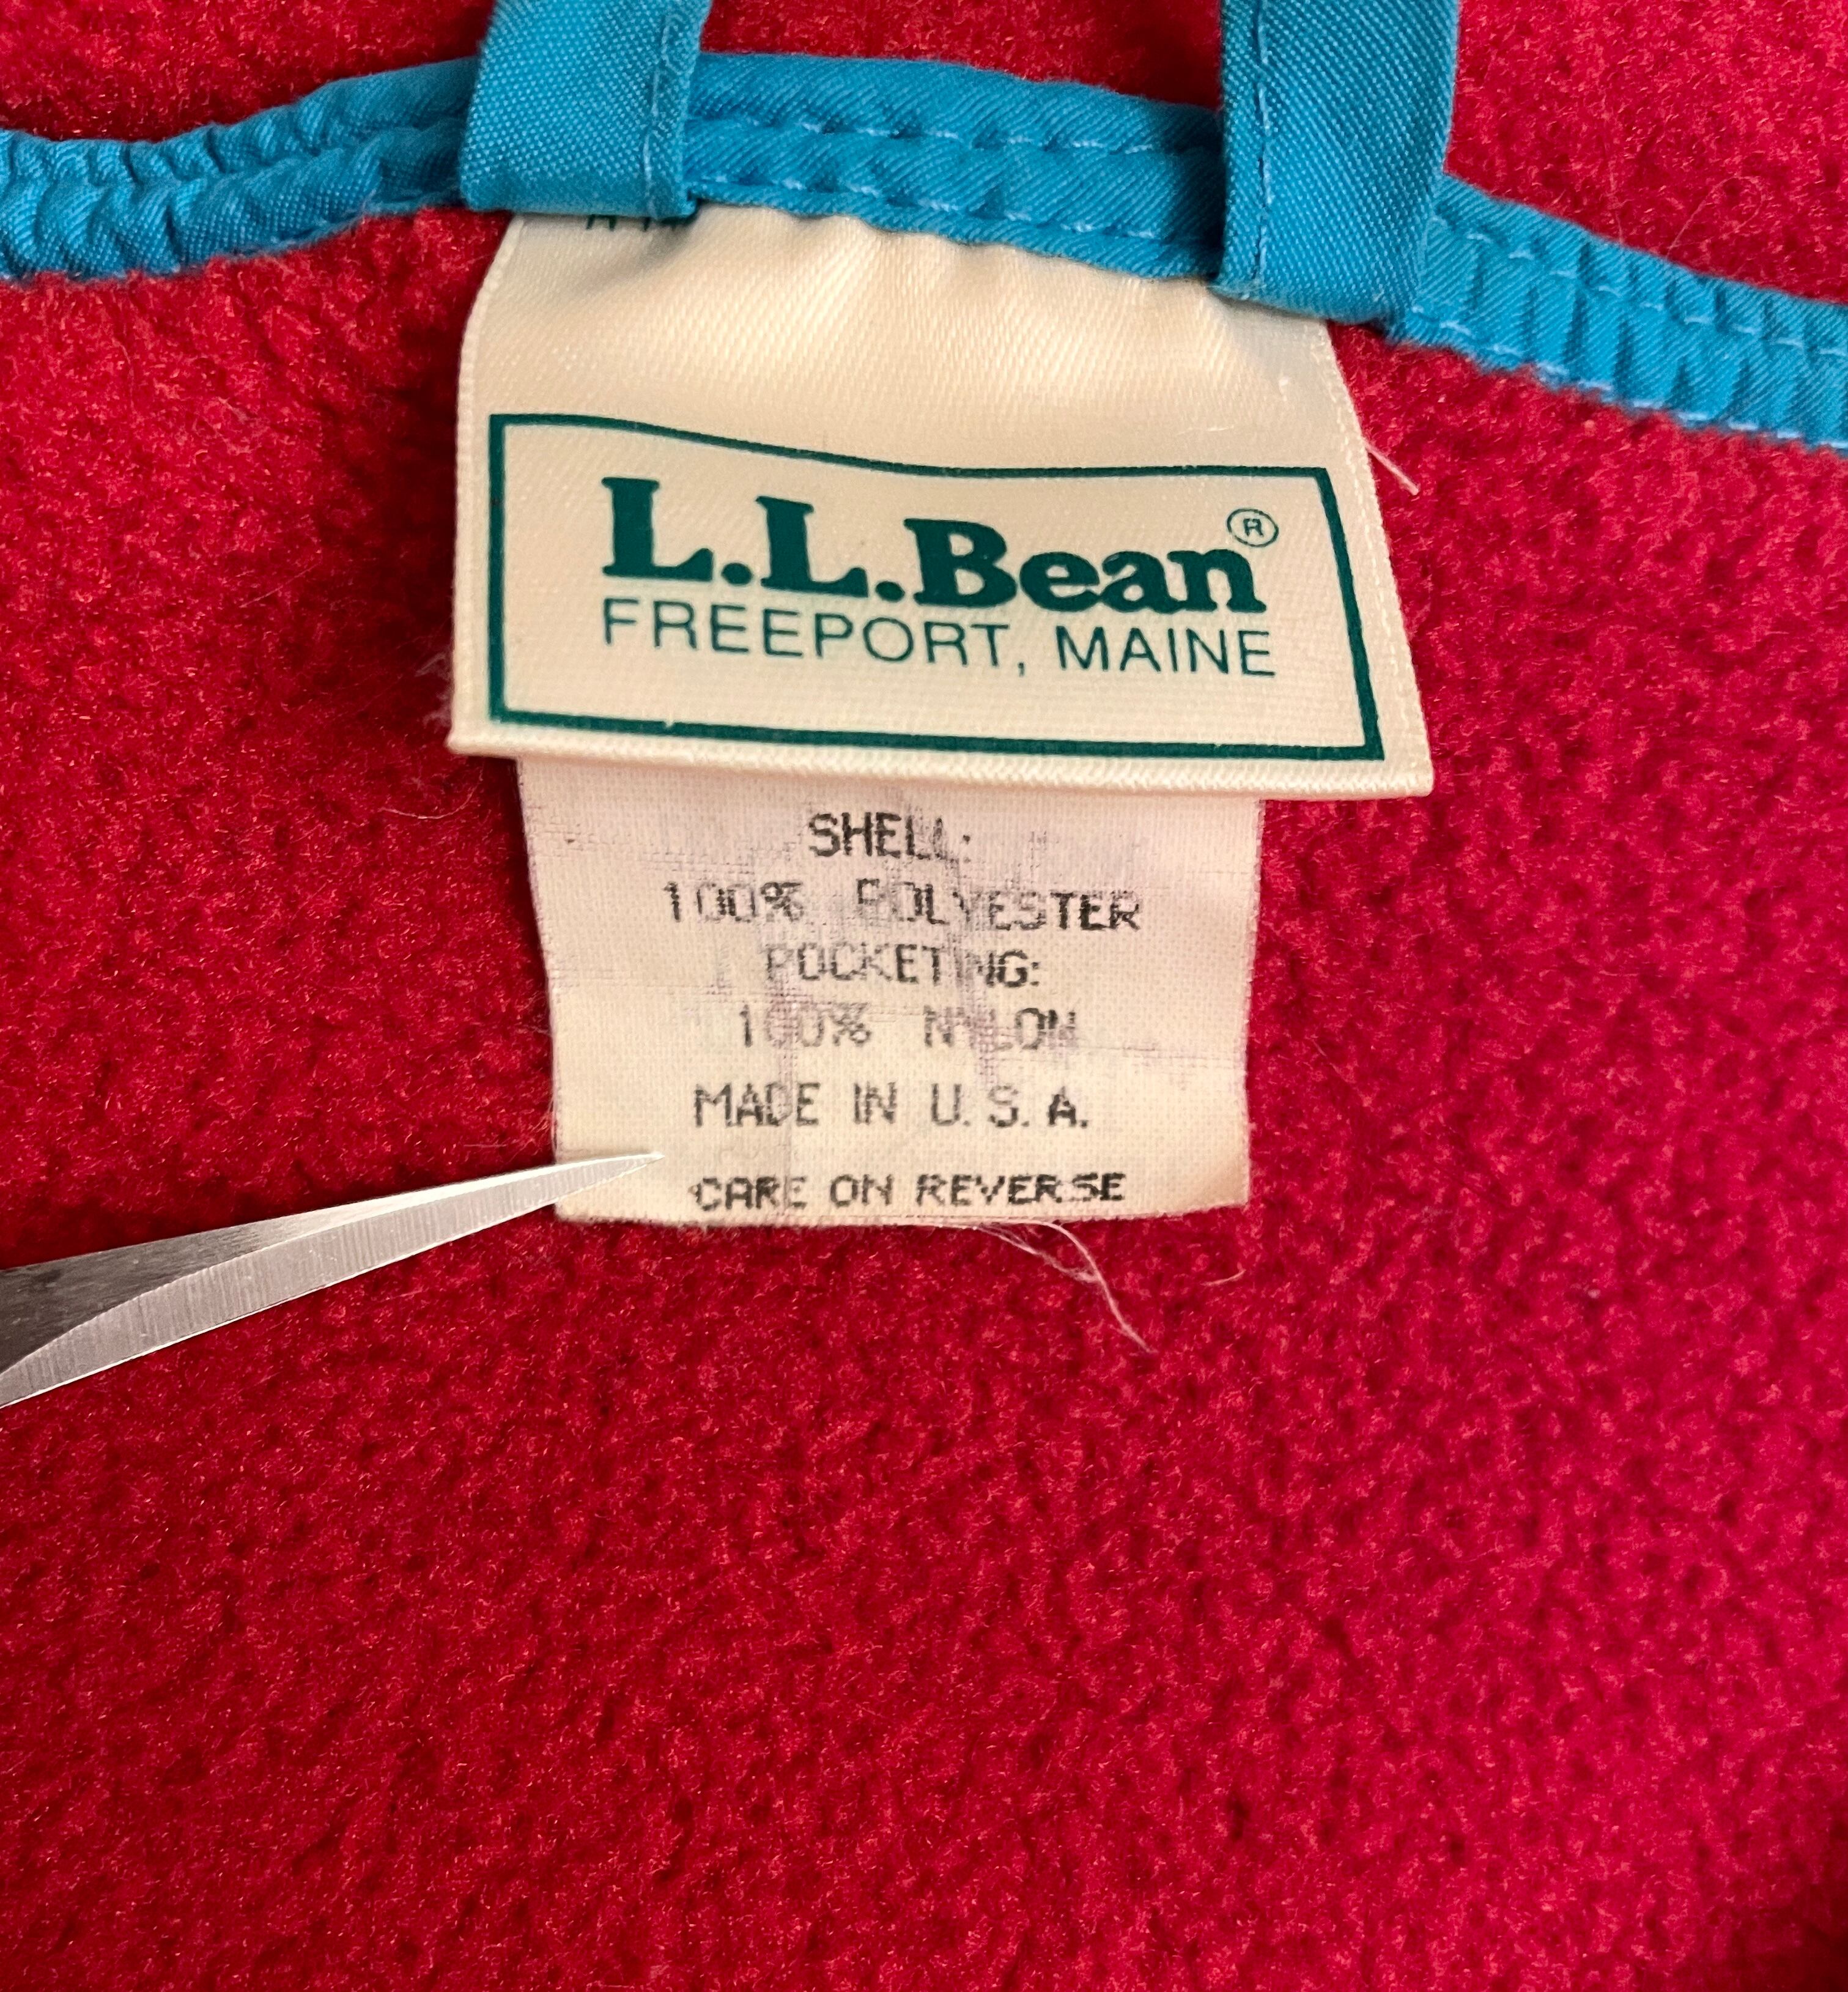 L.L.Bean®
FREEPORT, MAINE
SHELL:
100% POLYESTER
POCKETING:
100% NYLON
MADE IN U.S.A.
CARE ON REVERSE